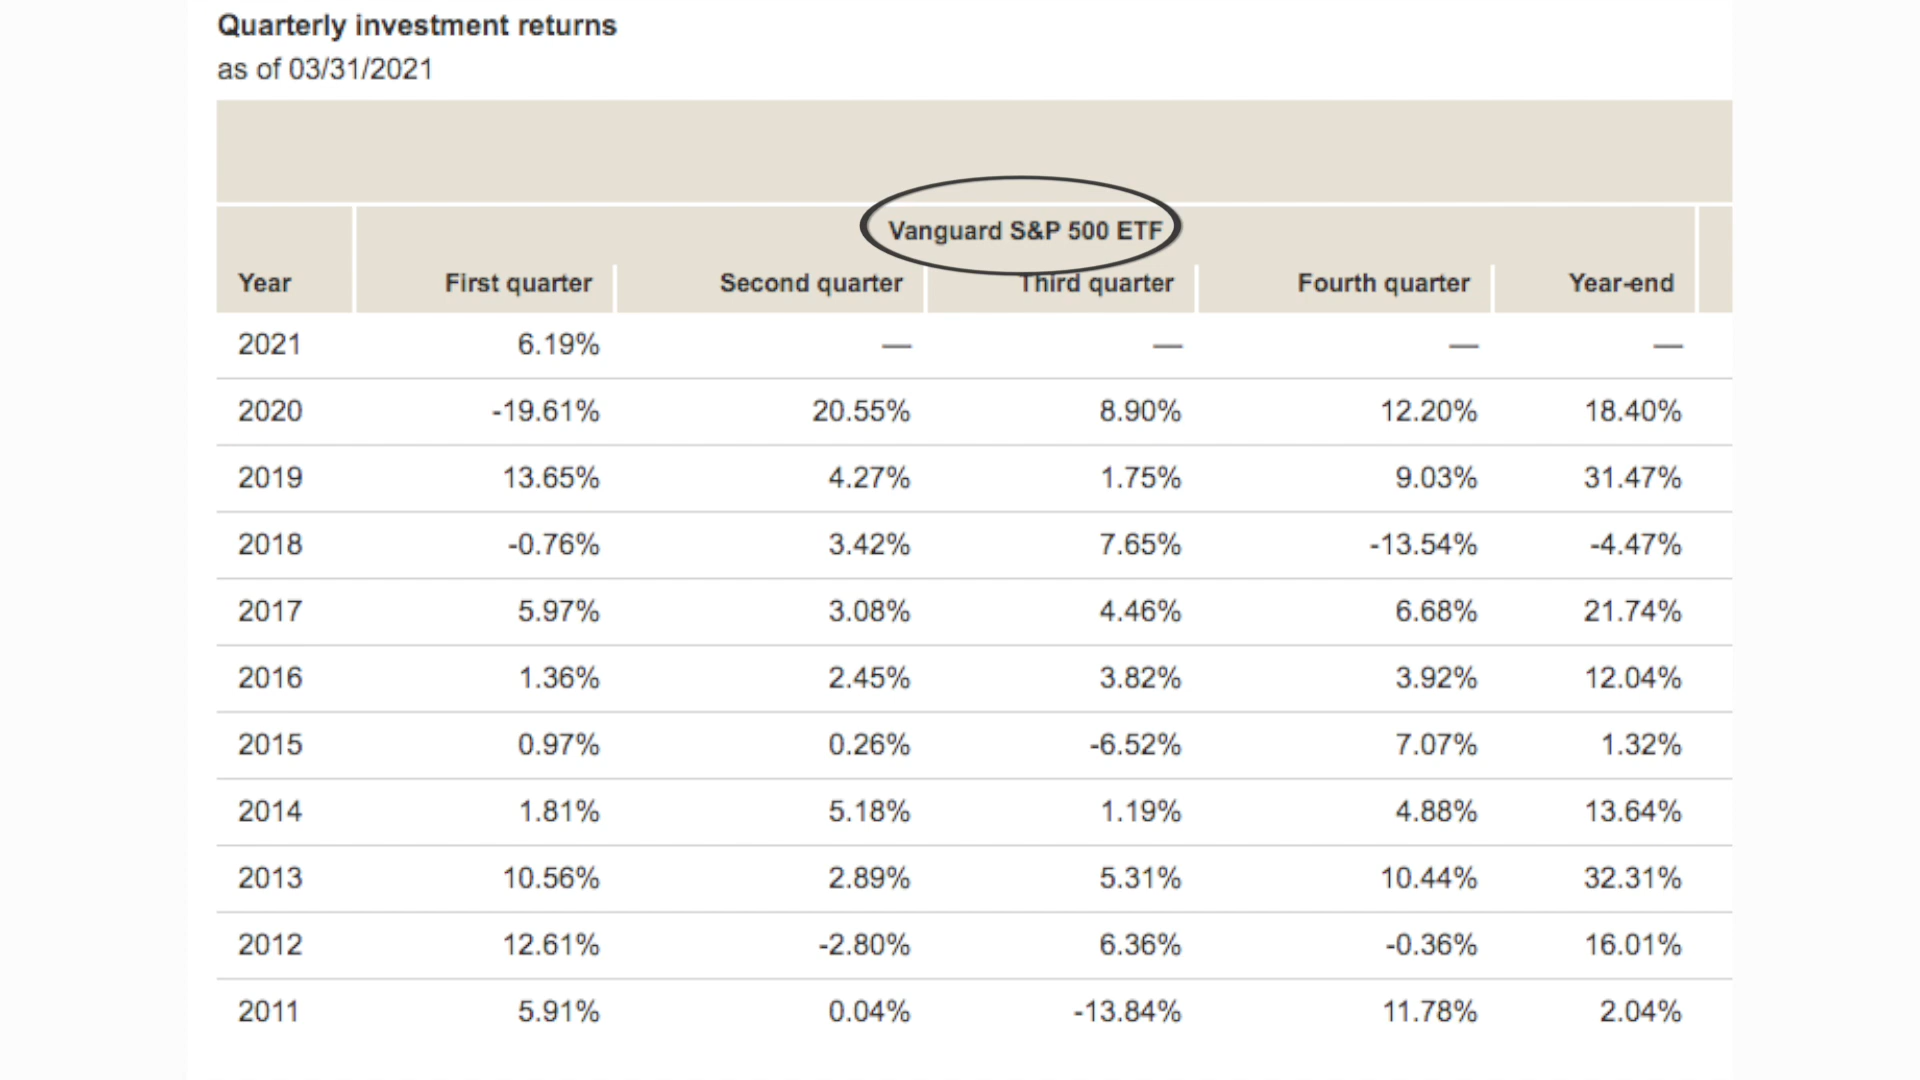 Quarterly investment returns
as of 03/31/2021
Vanguard S&P 500 ETF
Year First quarter Second quarter Third quarter Fourth quarter Year-end
2021 6.19% — — — —
2020 -19.61% 20.55% 8.90% 12.20% 18.40%
2019 13.65% 4.27% 1.75% 9.03% 31.47%
2018 -0.76% 3.42% 7.65% -13.54% -4.47%
2017 5.97% 3.08% 4.46% 6.68% 21.74%
2016 1.36% 2.45% 3.82% 3.92% 12.04%
2015 0.97% 0.26% -6.52% 7.07% 1.32%
2014 1.81% 5.18% 1.19% 4.88% 13.64%
2013 10.56% 2.89% 5.31% 10.44% 32.31%
2012 12.61% -2.80% 6.36% -0.36% 16.01%
2011 5.91% 0.04% -13.84% 11.78% 2.04%